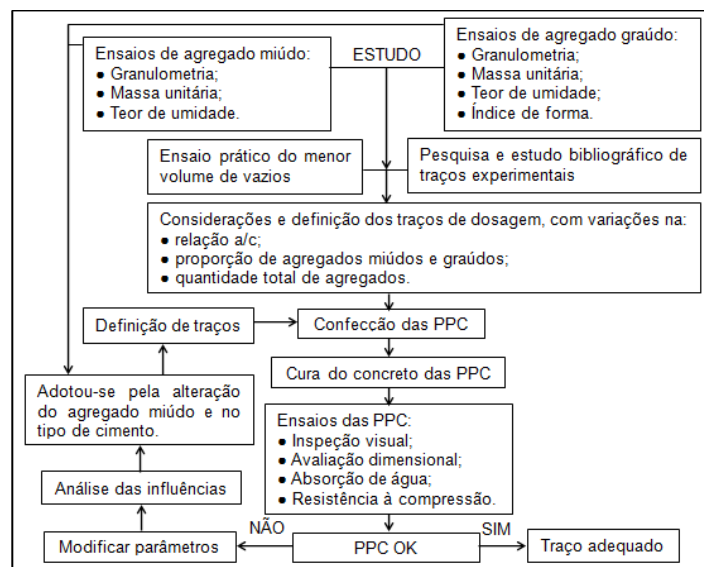 Ensaios de agregado miúdo:
● Granulometria;
● Massa unitária;
● Teor de umidade.
ESTUDO
Ensaios de agregado graúdo:
● Granulometria;
● Massa unitária;
● Teor de umidade;
● Índice de forma.
Ensaio prático do menor
volume de vazios
Pesquisa e estudo bibliográfico de
traços experimentais
Considerações e definição dos traços de dosagem, com variações na:
● relação a/c;
● proporção de agregados miúdos e graúdos;
● quantidade total de agregados.
Definição de traços
Confecção das PPC
Cura do concreto das PPC
Adotou-se pela alteração
do agregado miúdo e no
tipo de cimento.
Ensaios das PPC:
● Inspeção visual;
● Avaliação dimensional;
● Absorção de água;
● Resistência à compressão.
Análise das influências
NÃO
SIM
Modificar parâmetros
PPC OK
Traço adequado